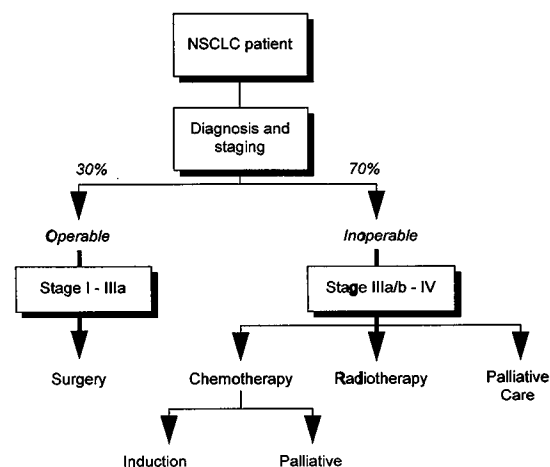 NSCLC patient
Diagnosis and
staging
30%
70%
Operable
Inoperable
Stage I - IIIa
Stage IIIa/b - IV
Surgery
Chemotherapy
Radiotherapy
Palliative
Care
Induction
Palliative